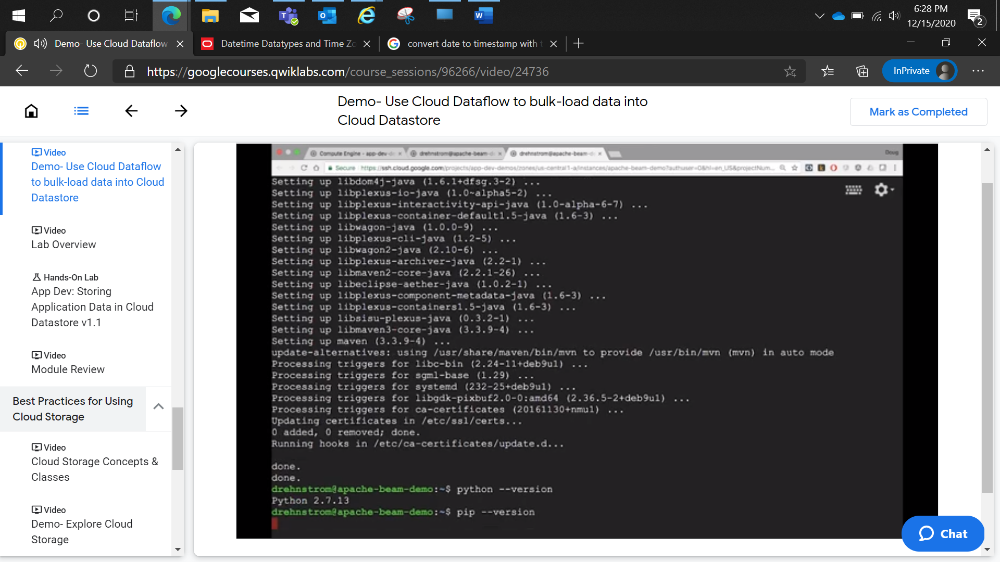 6:28 PM
12/15/2020
2
Demo- Use Cloud Dataflow
Datetime Datatypes and Time Zo
convert date to timestamp with t
https://googlecourses.qwiklabs.com/course_sessions/96266/video/24736
InPrivate
Demo- Use Cloud Dataflow to bulk-load data into
Cloud Datastore
Mark as Completed
Video
Demo- Use Cloud Dataflow
to bulk-load data into Cloud
Datastore
Video
Lab Overview
Hands-On Lab
App Dev: Storing
Application Data in Cloud
Datastore v1.1
Video
Module Review
Best Practices for Using
Cloud Storage
Video
Cloud Storage Concepts &
Classes
Video
Demo- Explore Cloud
Storage
Compute Engine - app-dev-d
drehnstrom@apache-beam-d
drehnstrom@apache-beam-d
Doug
Secure https://ssh.cloud.google.com/projects/app-dev-demos/zones/us-central1-a/instances/apache-beam-demo?authuser=0&hl=en_US&projectNum...
Setting up libdom4j-java (1.6.1+dfsg.3-2) ...
Setting up libplexus-io-java (1.0~alpha5-2) ...
Setting up libplexus-interactivity-api-java (1.0-alpha-6-7) ...
Setting up libplexus-container-default1.5-java (1.6-3) ...
Setting up libwagon-java (1.0.0-9) ...
Setting up libplexus-cli-java (1.2-5) ...
Setting up libwagon2-java (2.10-6) ...
Setting up libplexus-archiver-java (2.2-1) ...
Setting up libmaven2-core-java (2.2.1-26) ...
Setting up libeclipse-aether-java (1.0.2-1) ...
Setting up libplexus-component-metadata-java (1.6-3) ...
Setting up libplexus-containers1.5-java (1.6-3) ...
Setting up libsisu-plexus-java (0.3.2-1) ...
Setting up libmaven3-core-java (3.3.9-4) ...
Setting up maven (3.3.9-4) ...
update-alternatives: using /usr/share/maven/bin/mvn to provide /usr/bin/mvn (mvn) in auto mode
Processing triggers for libc-bin (2.24-11+deb9u1) ...
Processing triggers for sgml-base (1.29) ...
Processing triggers for systemd (232-25+deb9u1) ...
Processing triggers for libgdk-pixbuf2.0-0:amd64 (2.36.5-2+deb9u1) ...
Processing triggers for ca-certificates (20161130+nmu1) ...
Updating certificates in /etc/ssl/certs...
0 added, 0 removed; done.
Running hooks in /etc/ca-certificates/update.d...
done.
done.
drehnstrom@apache-beam-demo:~$ python --version
Python 2.7.13
drehnstrom@apache-beam-demo:~$ pip --version
Chat